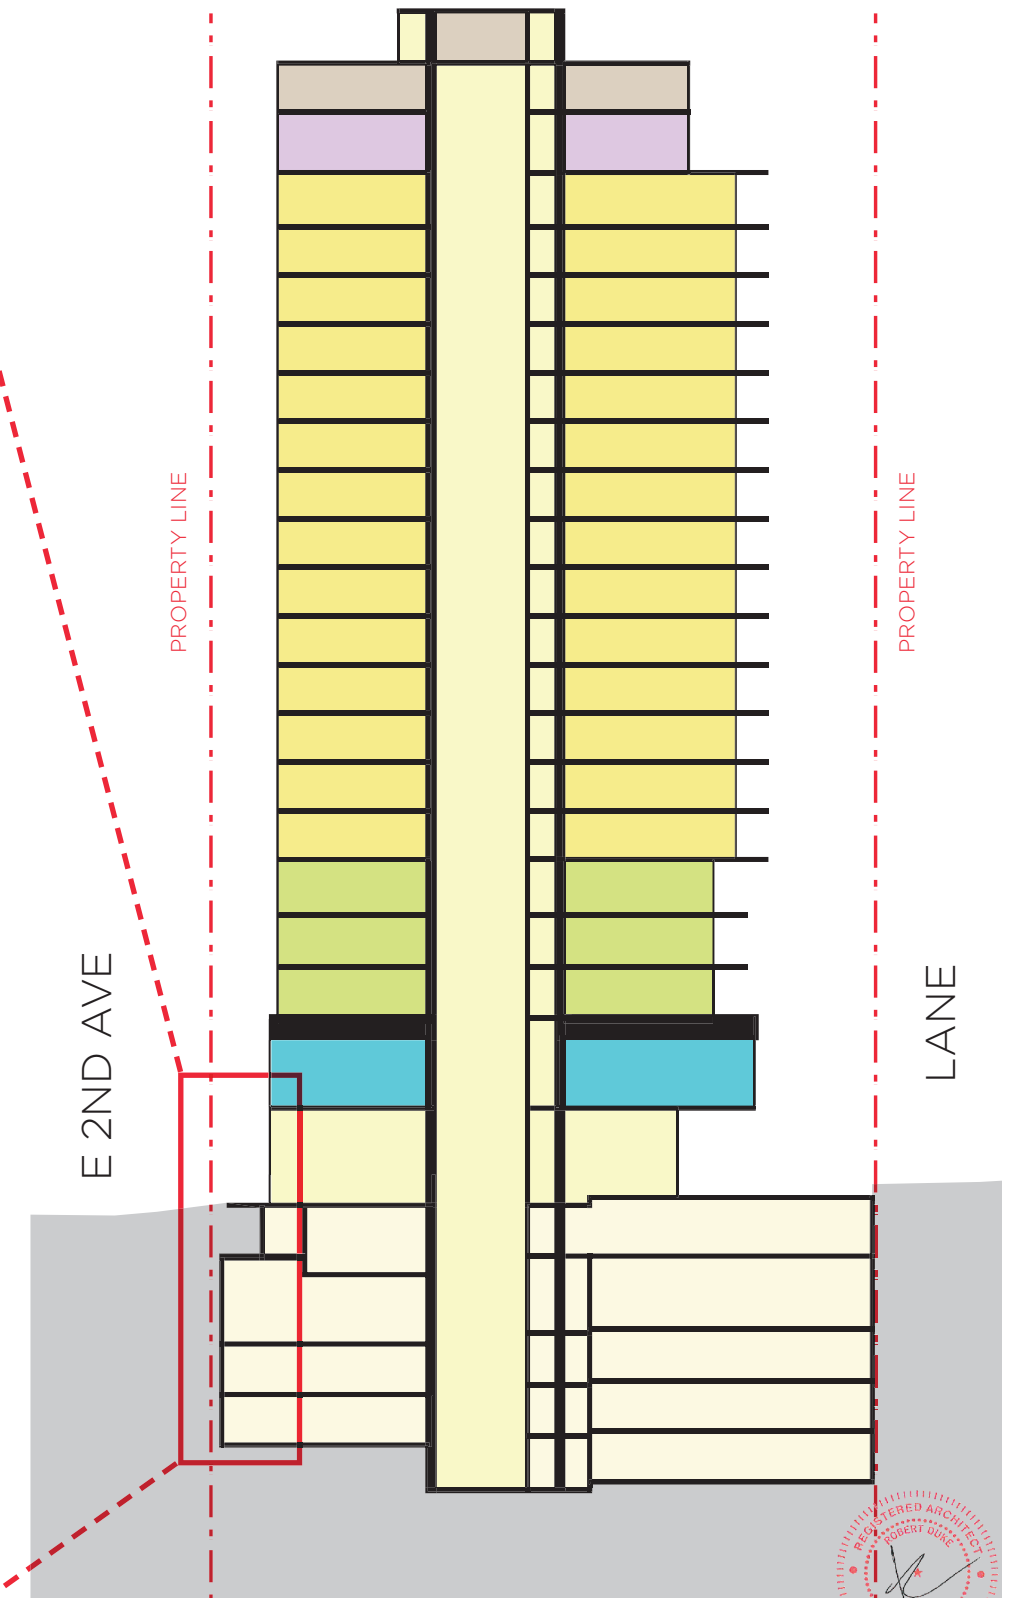 PROPERTY LINE
PROPERTY LINE
E 2ND AVE
LANE
REGISTERED ARCHITECT
ROBERT DUKE